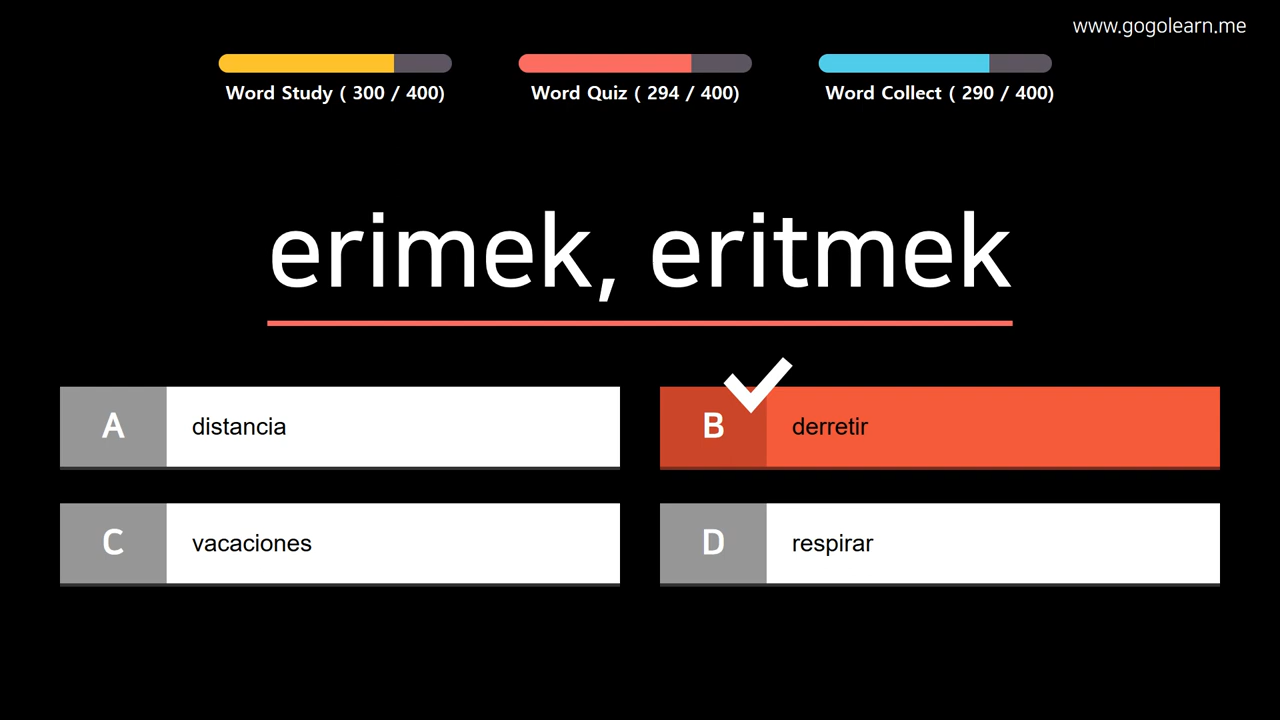 www.gogolearn.me
Word Study ( 300 / 400)
Word Quiz ( 294 / 400)
Word Collect ( 290 / 400)
erimek, eritmek
A distancia
B derretir
C vacaciones
D respirar